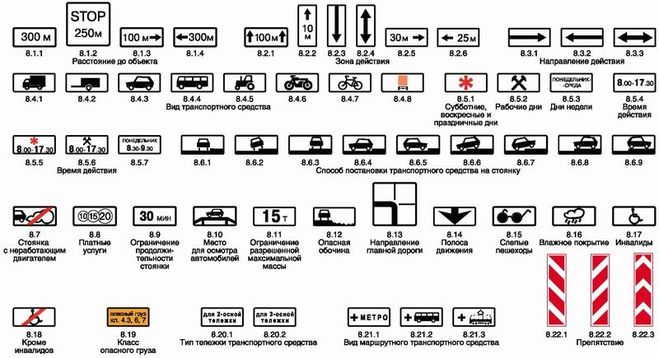 300 м
STOP
250м
100 м
300м
100м
10
м
30м
25м
8.1.1
8.1.2
8.1.3
8.1.4
8.2.1
8.2.2
8.2.3
8.2.4
8.2.5
8.2.6
8.3.1
8.3.2
8.3.3
Расстояние до объекта
Зона действия
Направление действия
ПОНЕДЕЛЬНИК-
СРЕДА
8.00-17.30
8.4.1
8.4.2
8.4.3
8.4.4
8.4.5
8.4.6
8.4.7
8.4.8
8.5.1
8.5.2
8.5.3
8.5.4
Вид транспортного средства
Субботние,
воскресные и
праздничные дни
Рабочие дни
Дни недели
Время
действия
8.00-17.30
8.00-17.30
ПОНЕДЕЛЬНИК
8.30-9.30
8.5.5
8.5.6
8.5.7
8.6.1
8.6.2
8.6.3
8.6.4
8.6.5
8.6.6
8.6.7
8.6.8
8.6.9
Время действия
Способ постановки транспортного средства на стоянку
10 15 20
30 МИН
15 Т
8.7
Стоянка
с неработающим
двигателем
8.8
Платные
услуги
8.9
Ограничение
продолжи-
тельности
стоянки
8.10
Место
для осмотра
автомобилей
8.11
Ограничение
разрешенной
максимальной
массы
8.12
Опасная
обочина
8.13
Направление
главной дороги
8.14
Полоса
движения
8.15
Слепые
пешеходы
8.16
Влажное покрытие
8.17
Инвалиды
ОПАСНЫЙ ГРУЗ
КЛ. 4.3, 6, 7
для 2-осной
тележки
для 3-осной
тележки
+МЕТРО
+
+
8.18
Кроме
инвалидов
8.19
Класс
опасного груза
8.20.1
8.20.2
Тип тележки транспортного средства
8.21.1
8.21.2
8.21.3
Вид маршрутного транспортного средства
8.22.1
8.22.2
8.22.3
Препятствие